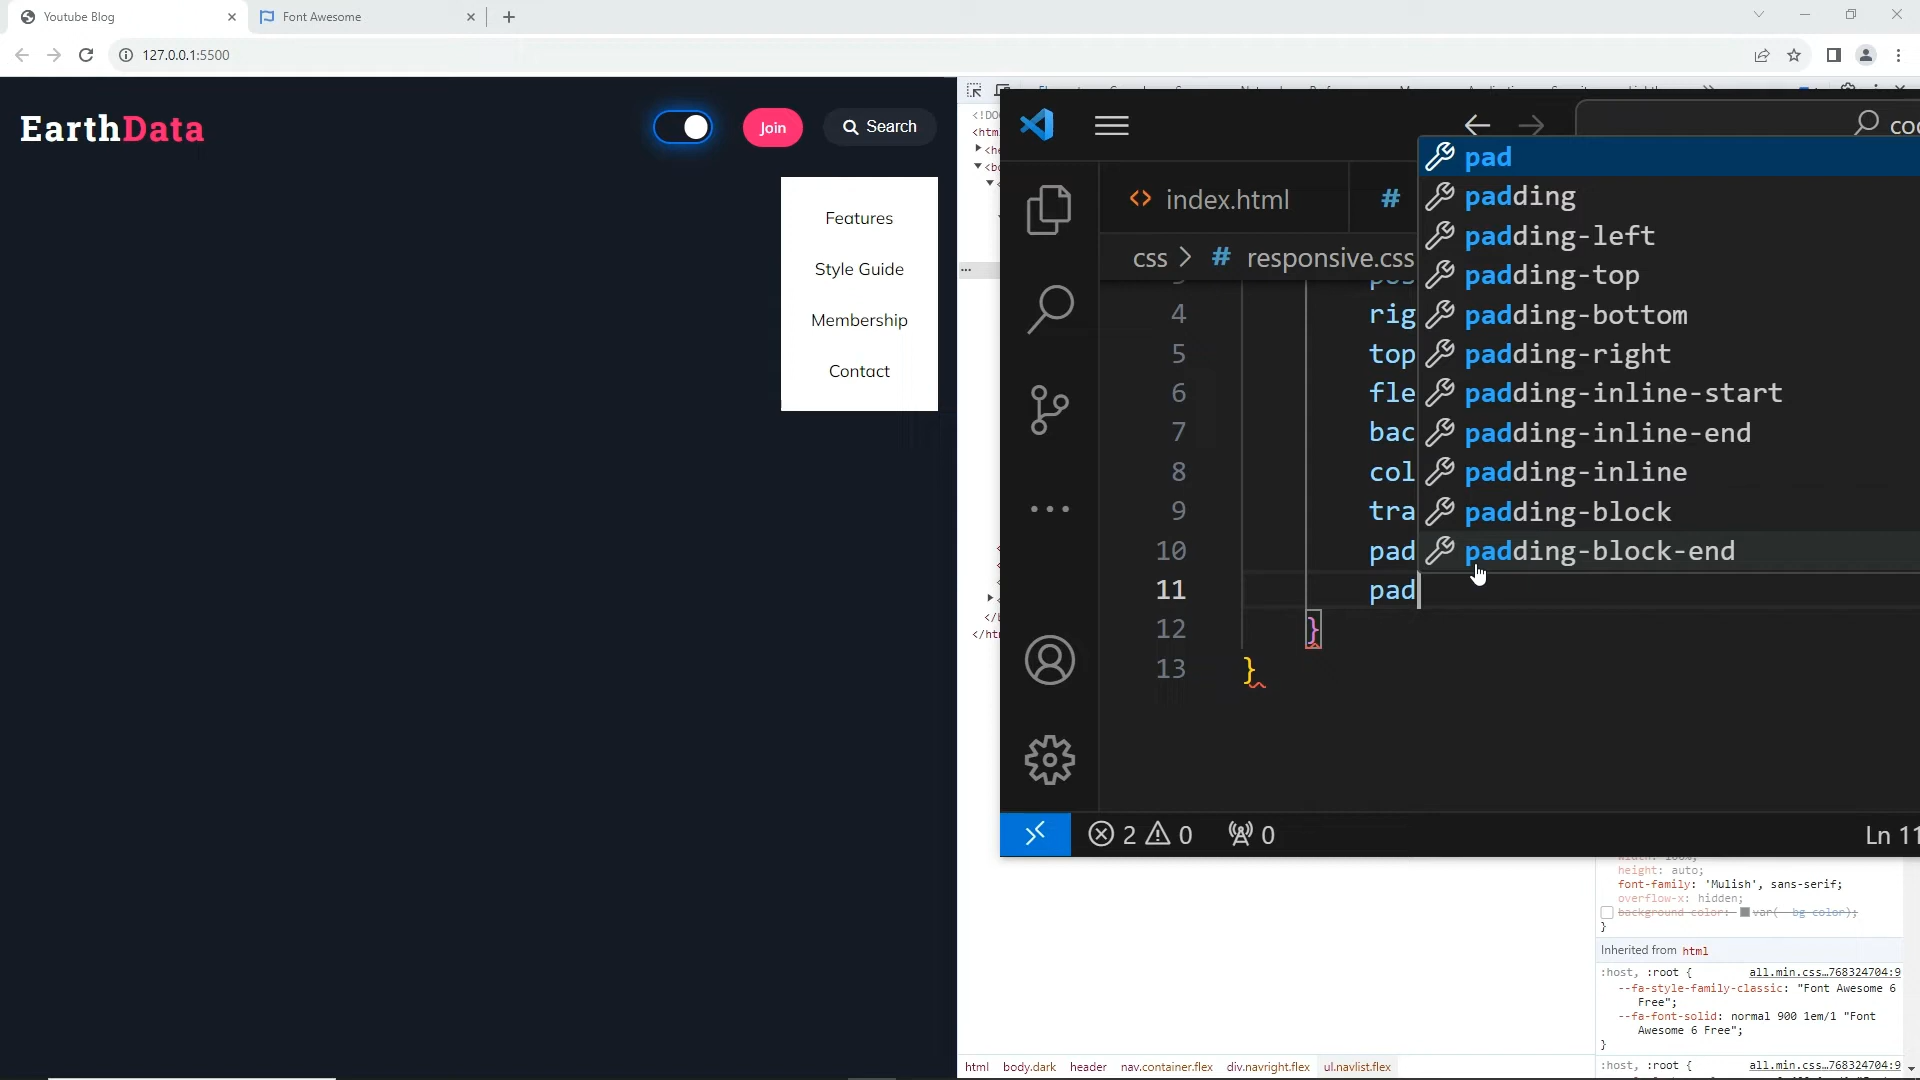 Youtube Blog
Font Awesome
127.0.0.1:5500
EarthData
Join
Search
Features
Style Guide
Membership
Contact
index.html
#
css > # responsive.css
pad
padding
padding-left
padding-top
padding-bottom
padding-right
padding-inline-start
padding-inline-end
padding-inline
padding-block
padding-block-end
4 rig
5 top
6 fle
7 bac
8 col
9 tra
10 pad
11 pad
12 }
13 }
2 0 0
Ln 11
height: auto;
font-family: 'Mulish', sans-serif;
overflow-x: hidden;
background-color: var(--bg-color);
}
Inherited from html
:host, :root { all.min.css…768324704:9
--fa-style-family-classic: "Font Awesome 6
Free";
--fa-font-solid: normal 900 1em/1 "Font
Awesome 6 Free";
}
:host, :root { all.min.css…768324704:9
html body.dark header nav.container.flex div.navright.flex ul.navlist.flex